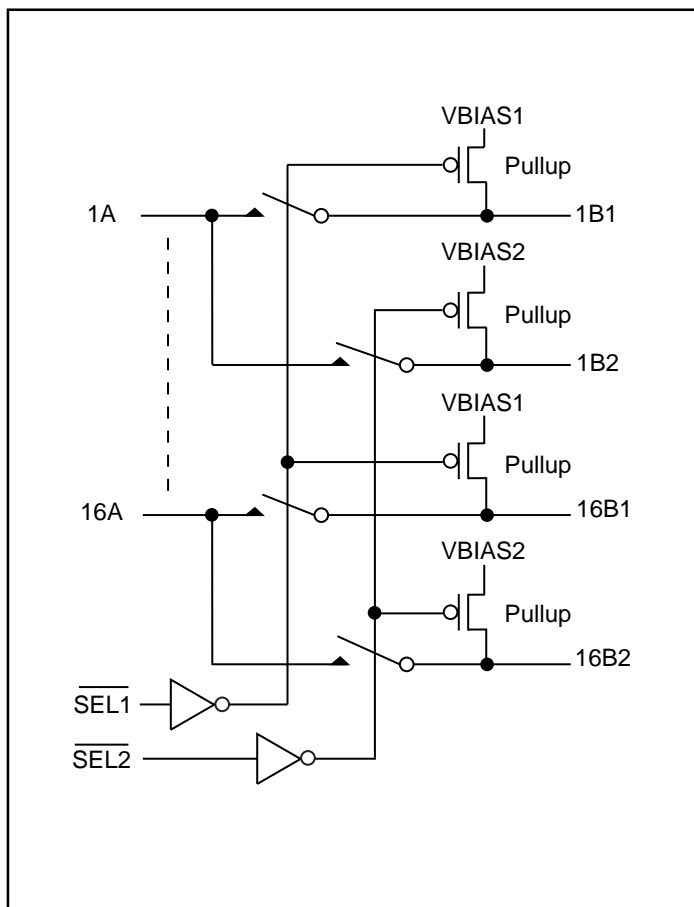 VBIAS1
Pullup
1A
1B1
VBIAS2
Pullup
1B2
VBIAS1
Pullup
16A
16B1
VBIAS2
Pullup
16B2
SEL1
SEL2